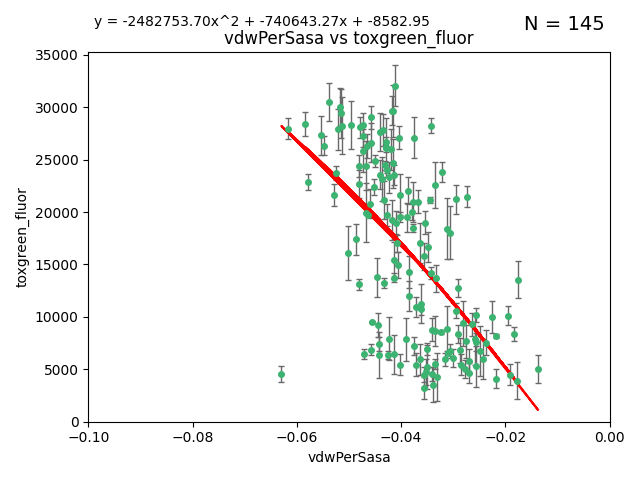 y = -2482753.70x^2 + -740643.27x + -8582.95
N = 145
vdwPerSasa vs toxgreen_fluor
35000
30000
25000
20000
15000
10000
5000
0
toxgreen_fluor
−0.10 −0.08 −0.06 −0.04 −0.02 0.00
vdwPerSasa